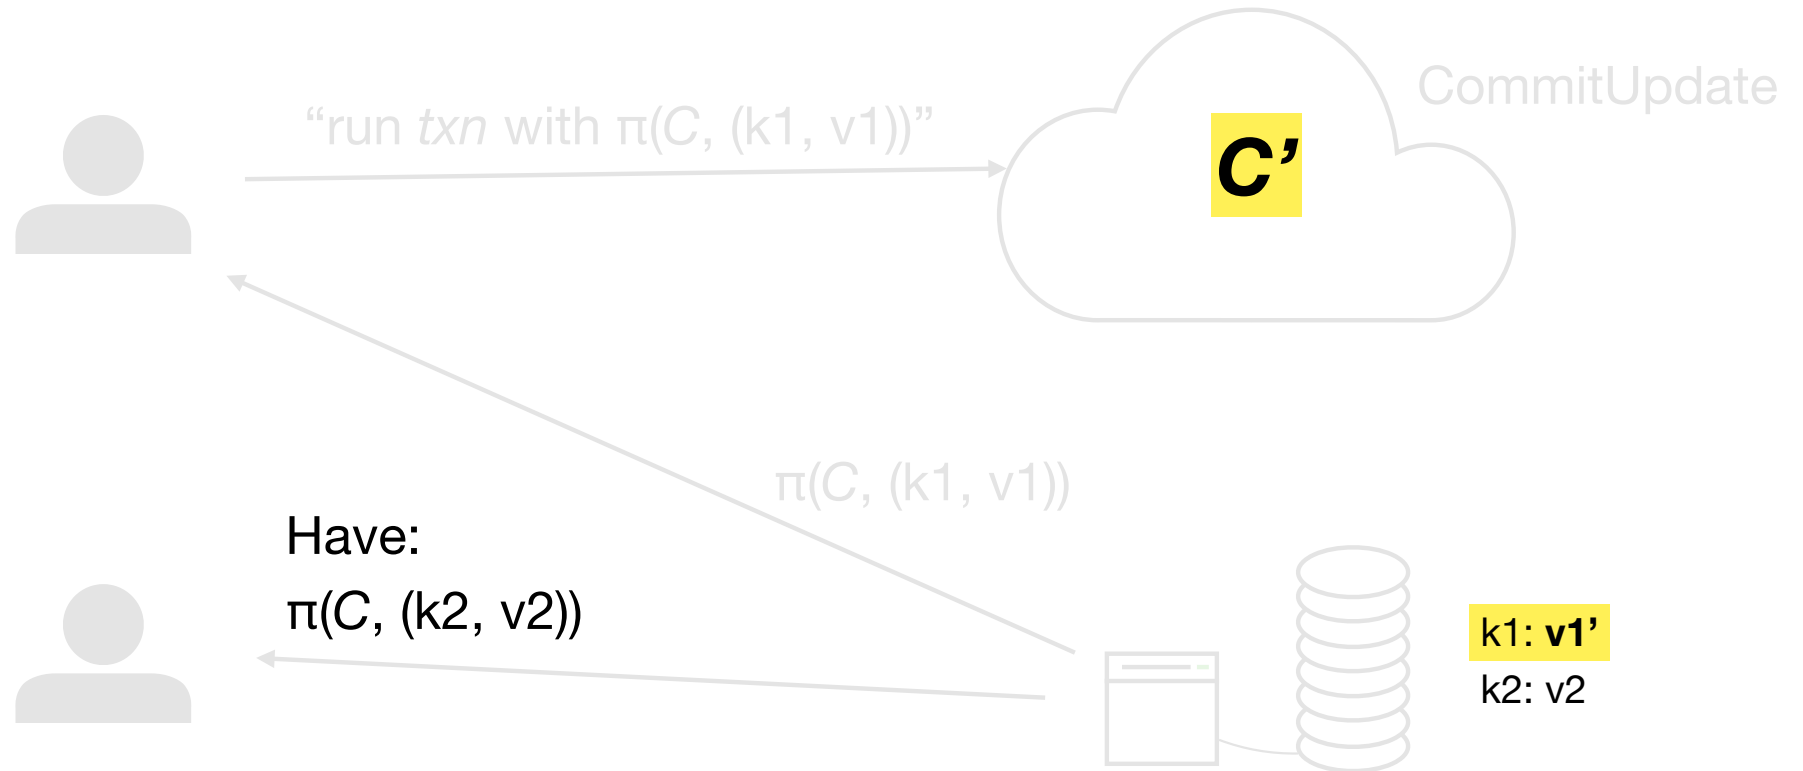 CommitUpdate
“run txn with π(C, (k1, v1))”
C’
π(C, (k1, v1))
Have:
π(C, (k2, v2))
k1: v1’
k2: v2